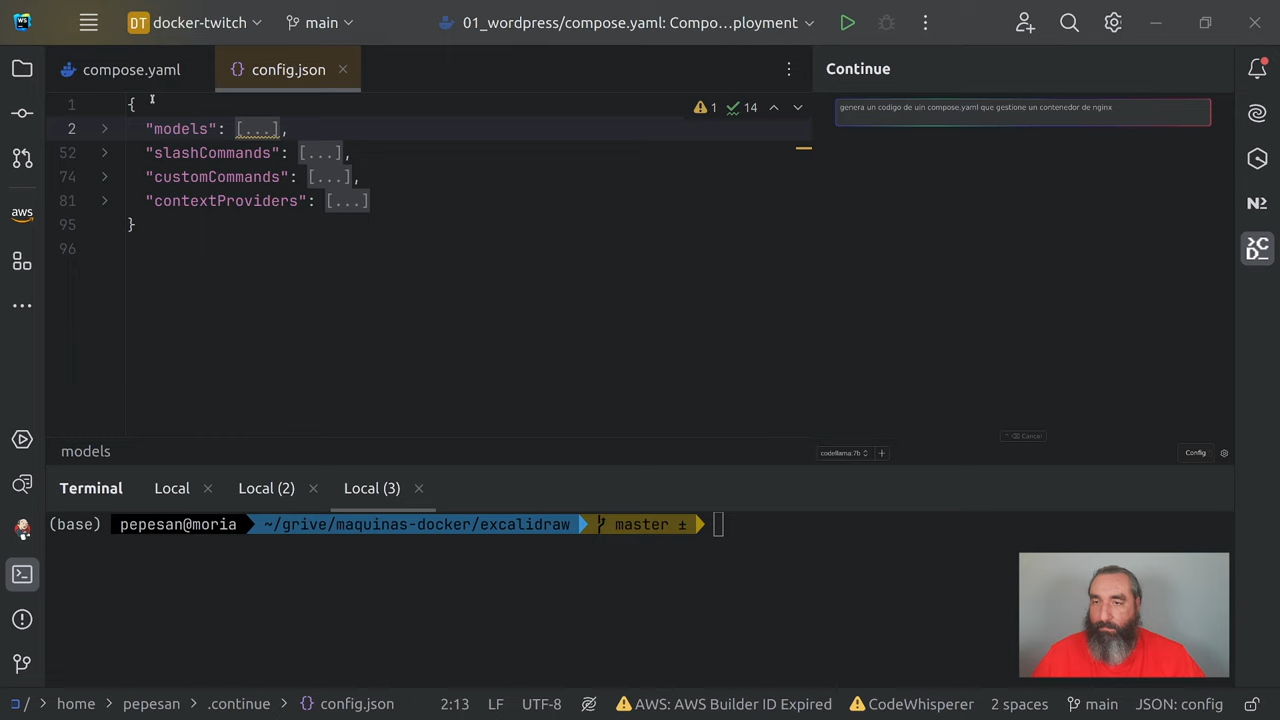 DT docker-twitch main 01_wordpress/compose.yaml: Compo...ployment
compose.yaml config.json Continue
1 {
2 "models": [...],
52 "slashCommands": [...],
74 "customCommands": [...],
81 "contextProviders": [...]
95 }
96
1 14
genera un codigo de uin compose.yaml que gestione un contenedor de nginx
Cancel
codellama:7b + Config
models
aws
Terminal Local Local (2) Local (3)
(base) pepesan@moria ~/grive/maquinas-docker/excalidraw master ±
/ home pepesan .continue config.json 2:13 LF UTF-8 AWS: AWS Builder ID Expired CodeWhisperer 2 spaces main JSON: config